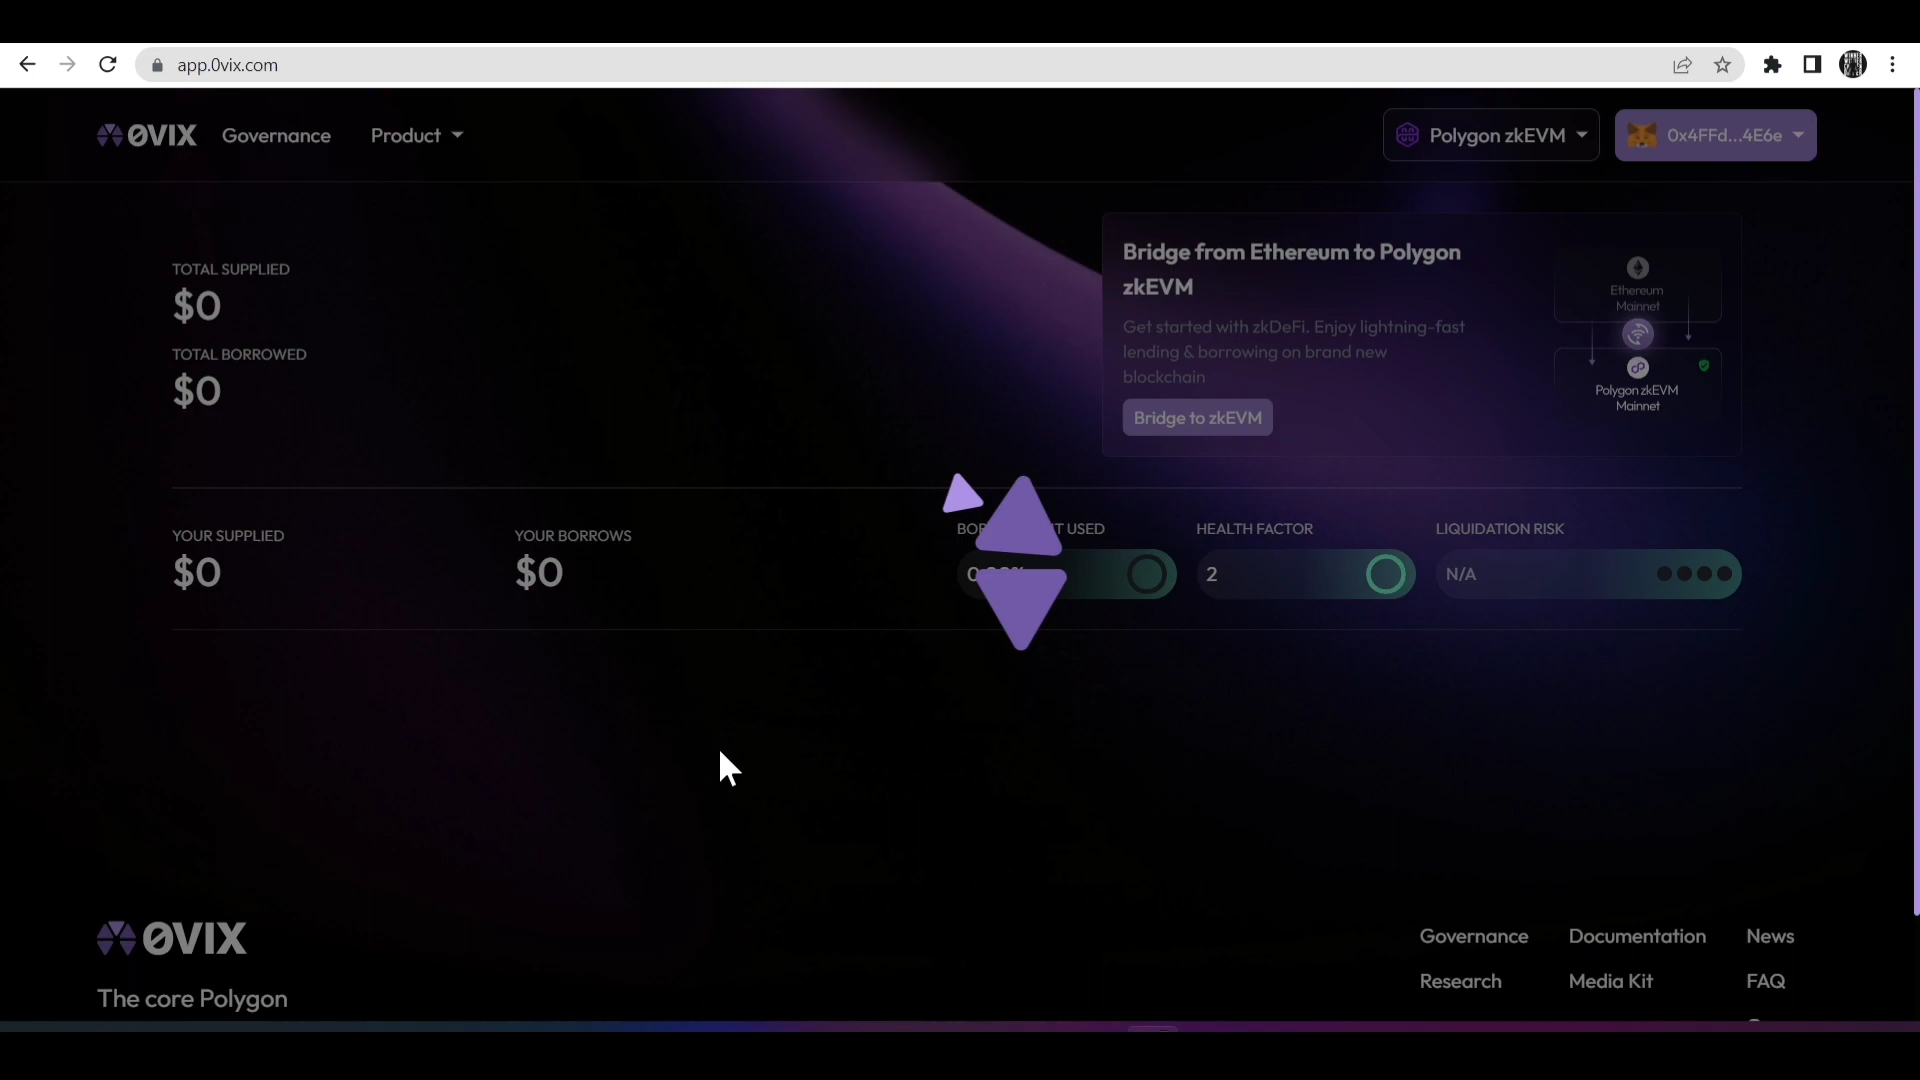 app.0vix.com
0VIX
Governance
Product
Polygon zkEVM
0x4FFd...4E6e
TOTAL SUPPLIED
$0
TOTAL BORROWED
$0
Bridge from Ethereum to Polygon
zkEVM
Get started with zkDeFi. Enjoy lightning-fast
lending & borrowing on brand new
blockchain
Bridge to zkEVM
Ethereum
Mainnet
Polygon zkEVM
Mainnet
YOUR SUPPLIED
$0
YOUR BORROWS
$0
USED
HEALTH FACTOR
2
LIQUIDATION RISK
N/A
0VIX
The core Polygon
Governance
Documentation
News
Research
Media Kit
FAQ